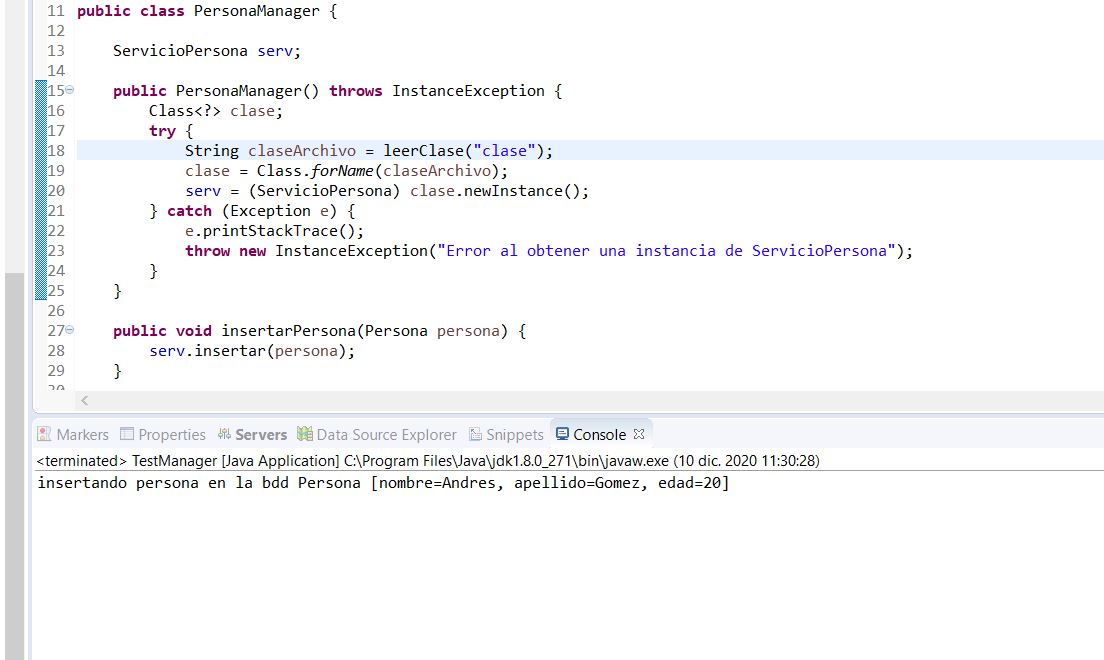 11 public class PersonaManager {
12
13 ServicioPersona serv;
14
15 public PersonaManager() throws InstanceException {
16 Class<?> clase;
17 try {
18 String claseArchivo = leerClase("clase");
19 clase = Class.forName(claseArchivo);
20 serv = (ServicioPersona) clase.newInstance();
21 } catch (Exception e) {
22 e.printStackTrace();
23 throw new InstanceException("Error al obtener una instancia de ServicioPersona");
24 }
25 }
26
27 public void insertarPersona(Persona persona) {
28 serv.insertar(persona);
29 }
30
Markers Properties Servers Data Source Explorer Snippets Console
<terminated> TestManager [Java Application] C:\Program Files\Java\jdk1.8.0_271\bin\javaw.exe (10 dic. 2020 11:30:28)
insertando persona en la bdd Persona [nombre=Andres, apellido=Gomez, edad=20]